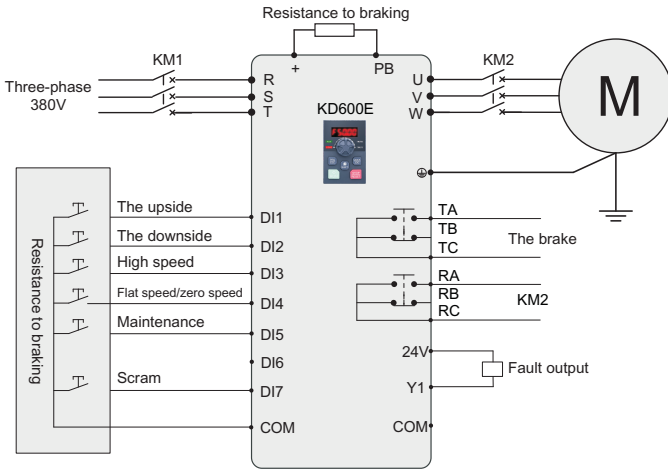 Resistance to braking
+
PB
KM1
KM2
Three-phase
380V
R
S
T
U
V
W
M
KD600E
The upside
DI1
The downside
DI2
High speed
DI3
Flat speed/zero speed
DI4
Maintenance
DI5
DI6
Scram
DI7
COM
Resistance to braking
TA
TB
TC
The brake
RA
RB
RC
KM2
24V
Y1
Fault output
COM